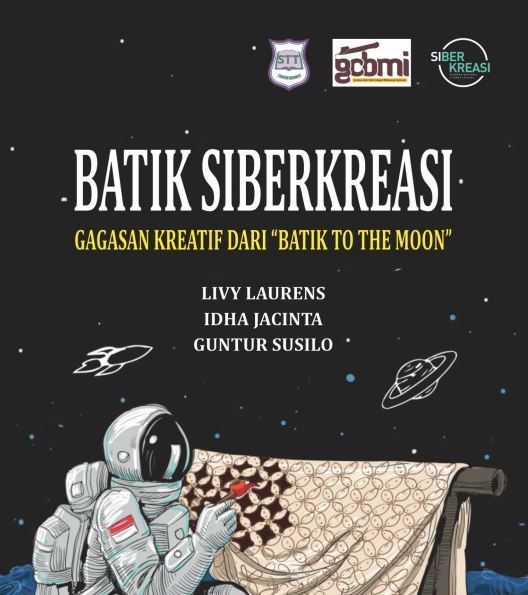 STT
gcbmi
SIBER
KREASI
BATIK SIBERKREASI
GAGASAN KREATIF DARI “BATIK TO THE MOON”
LIVY LAURENS
IDHA JACINTA
GUNTUR SUSILO